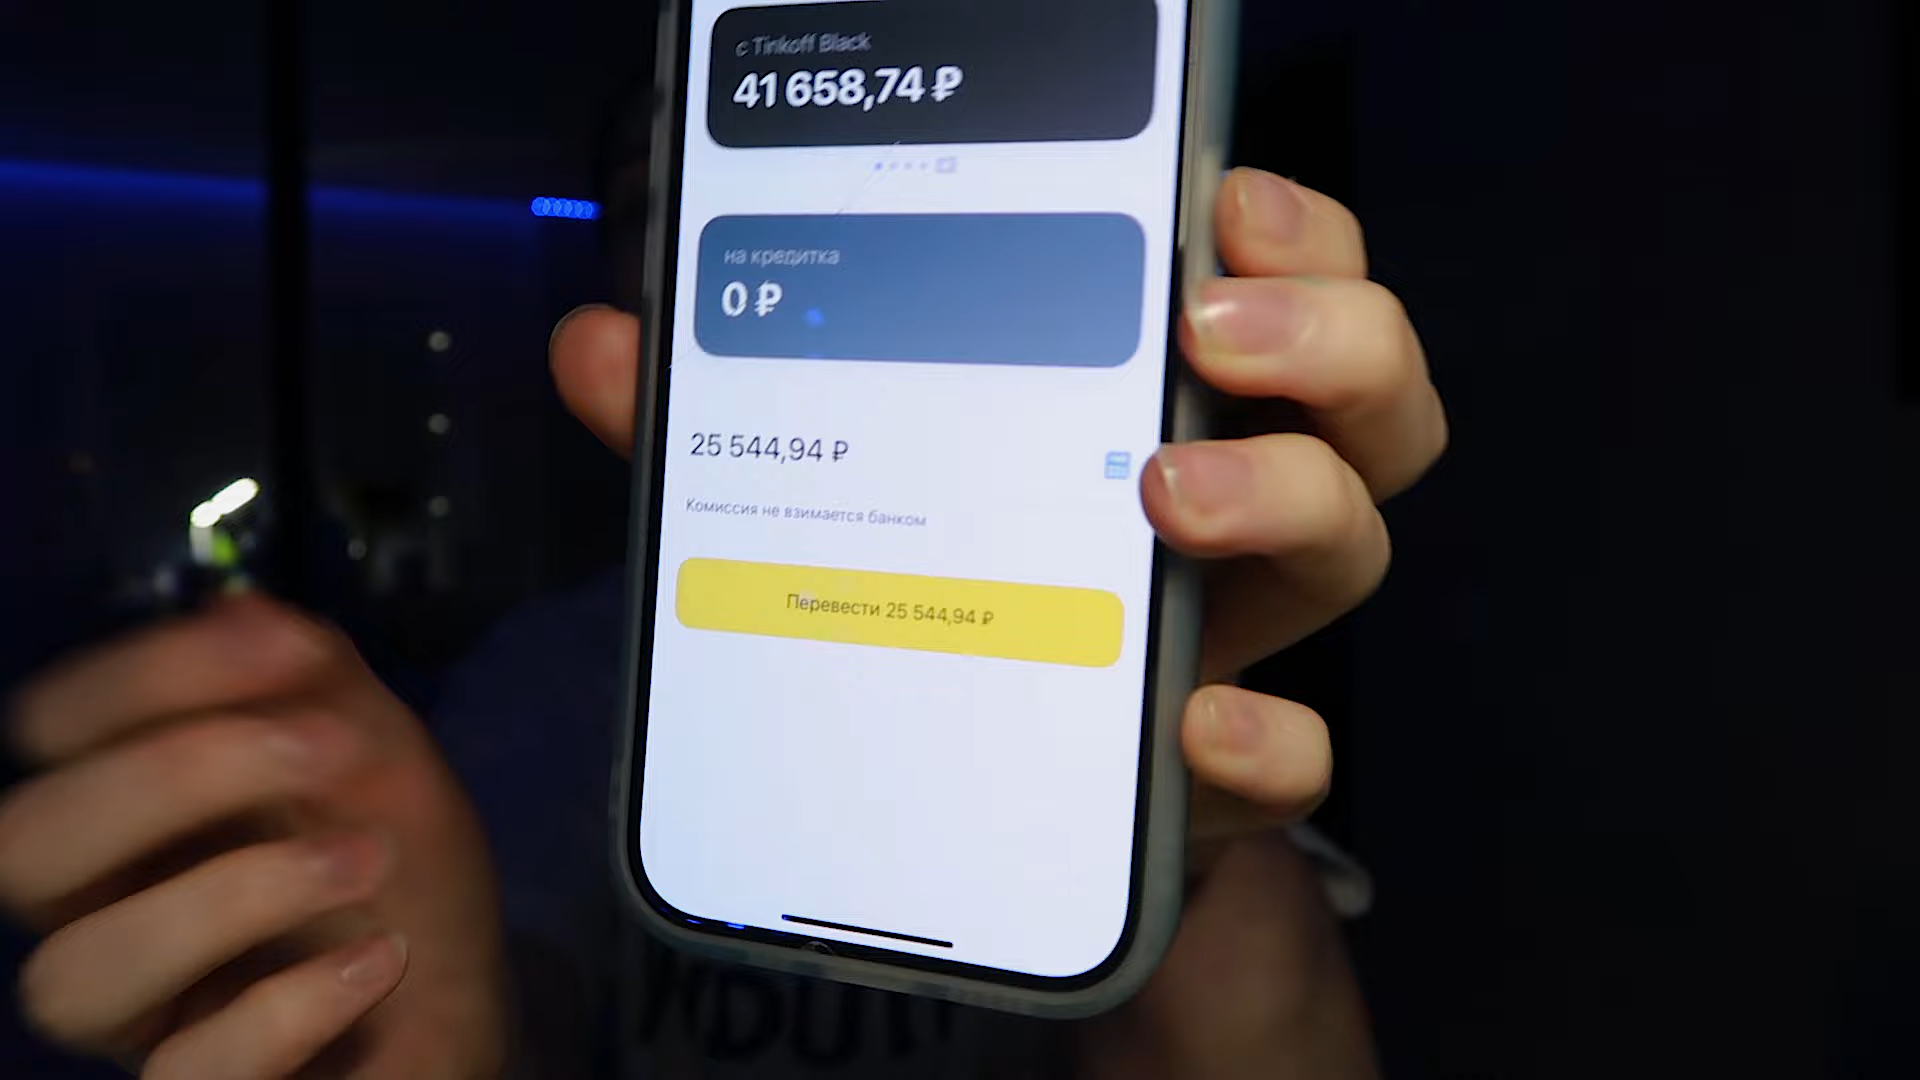 с Tinkoff Black
41 658,74 ₽
на кредитка
0 ₽
25 544,94 ₽
Комиссия не взимается банком
Перевести 25 544,94 ₽